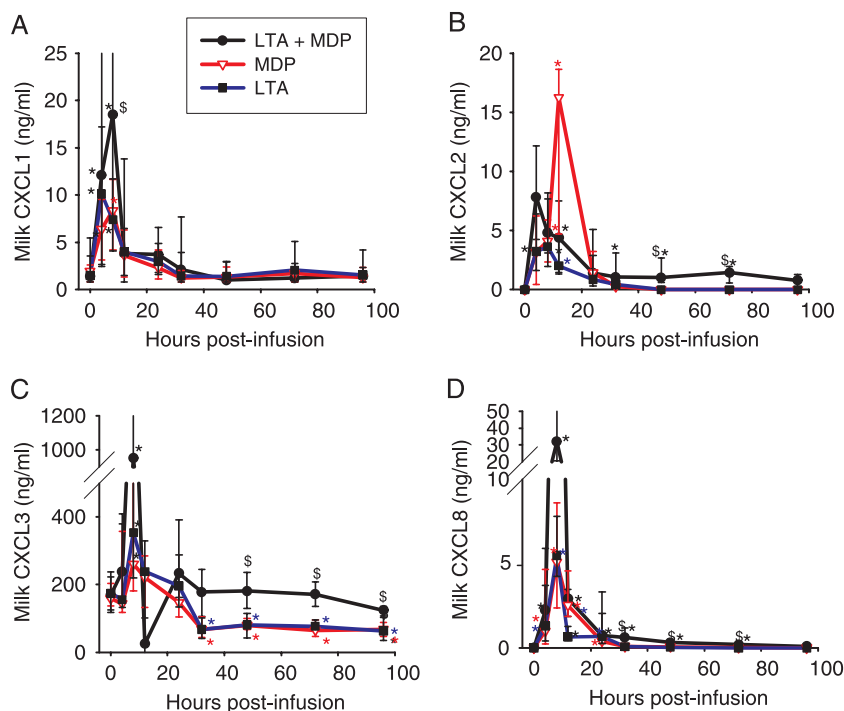 A
LTA + MDP
MDP
LTA
25
20
15
10
5
0
Milk CXCL1 (ng/ml)
* * * $ * *
0 20 40 60 80 100
Hours post-infusion
B
20
15
10
5
0
Milk CXCL2 (ng/ml)
* * * * * * $* $*
0 20 40 60 80 100
Hours post-infusion
C
1200
1000
400
200
0
Milk CXCL3 (ng/ml)
* * * $ $ $
* * * *
* * * *
0 20 40 60 80 100
Hours post-infusion
D
50
40
30
20
10
5
0
Milk CXCL8 (ng/ml)
* $* $* $*
0 20 40 60 80 100
Hours post-infusion